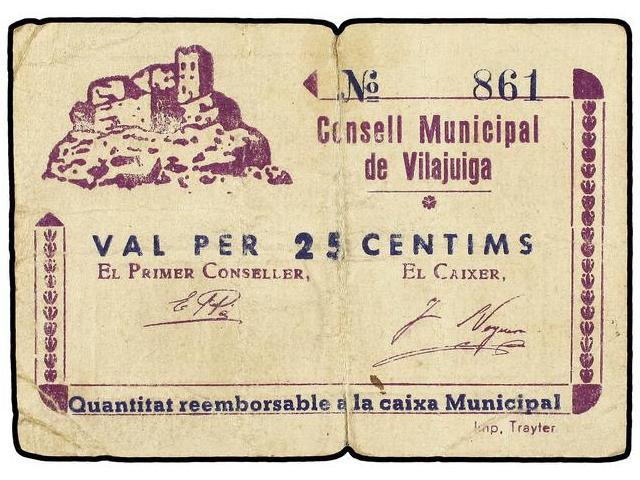 Nº 861
Consell Municipal
de Vilajuiga
VAL PER 25 CENTIMS
EL PRIMER CONSELLER, EL CAIXER,
Quantitat reemborsable a la caixa Municipal
Imp, Trayter